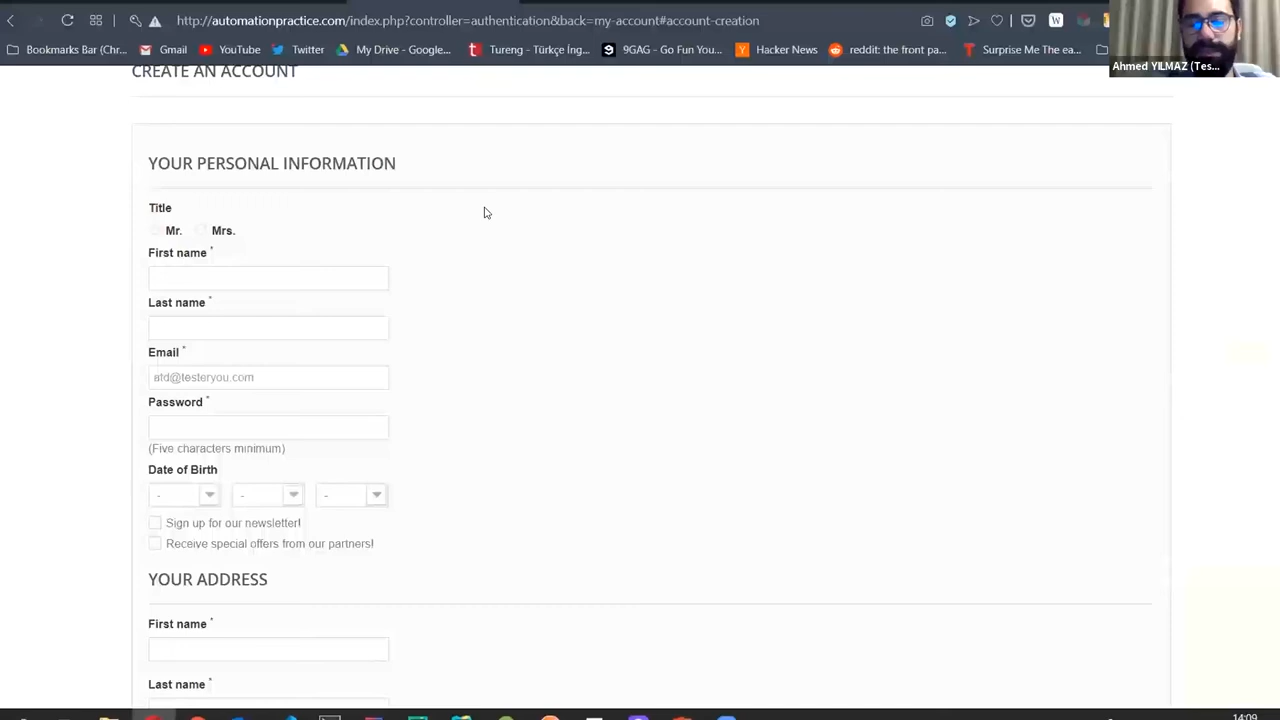 http://automationpractice.com/index.php?controller=authentication&back=my-account#account-creation
Bookmarks Bar (Chr...
Gmail
YouTube
Twitter
My Drive - Google...
Tureng - Türkçe İng...
9GAG - Go Fun You...
Hacker News
reddit: the front pa...
Surprise Me The ea...
Ahmed YILMAZ (Tes...
CREATE AN ACCOUNT
YOUR PERSONAL INFORMATION
Title
Mr. Mrs.
First name *
Last name *
Email *
atd@testeryou.com
Password *
(Five characters minimum)
Date of Birth
- - -
Sign up for our newsletter!
Receive special offers from our partners!
YOUR ADDRESS
First name *
Last name *
14:09